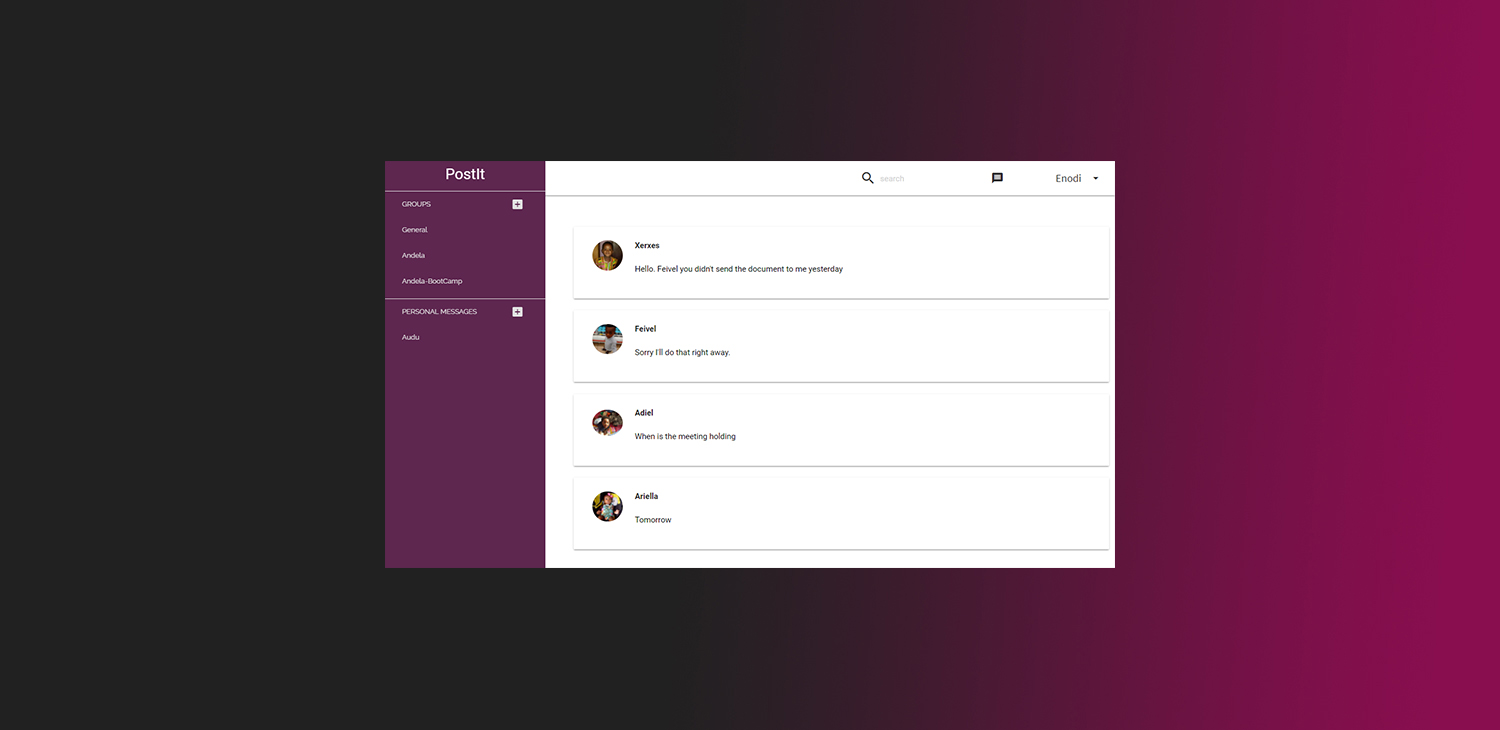 PostIt
search
Enodi
GROUPS
General
Andela
Andela-BootCamp
PERSONAL MESSAGES
Audu
Xerxes
Hello. Feivel you didn't send the document to me yesterday
Feivel
Sorry I'll do that right away.
Adiel
When is the meeting holding
Ariella
Tomorrow